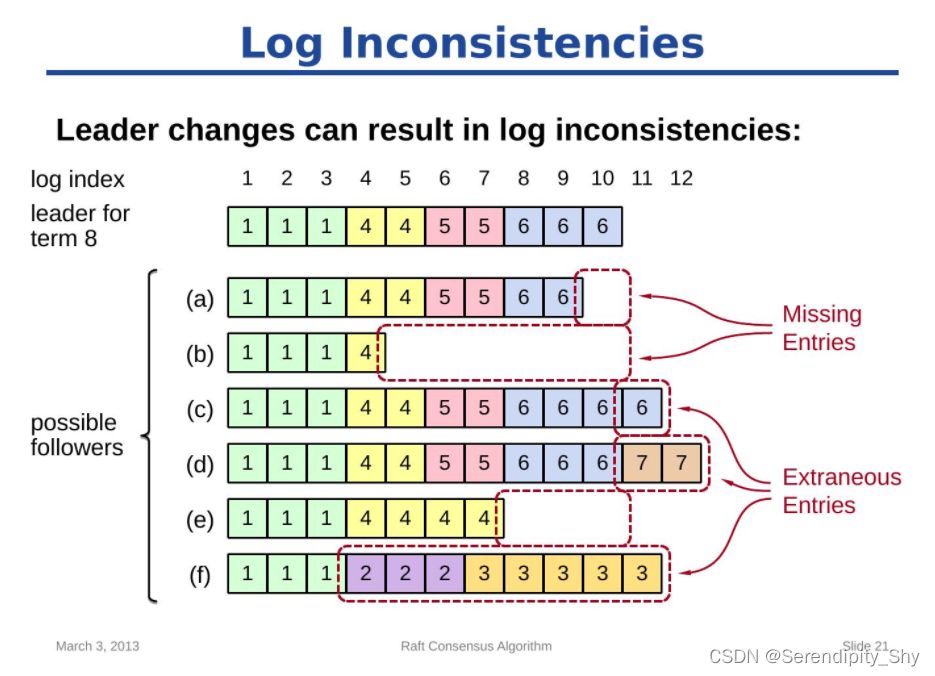 Log Inconsistencies
Leader changes can result in log inconsistencies:
log index 1 2 3 4 5 6 7 8 9 10 11 12
leader for
term 8
1 1 1 4 4 5 5 6 6 6
(a) 1 1 1 4 4 5 5 6 6
Missing
Entries
(b) 1 1 1 4
(c) 1 1 1 4 4 5 5 6 6 6 6
possible
followers
(d) 1 1 1 4 4 5 5 6 6 6 7 7
Extraneous
Entries
(e) 1 1 1 4 4 4 4
(f) 1 1 1 2 2 2 3 3 3 3 3
March 3, 2013
Raft Consensus Algorithm
Slide 21
CSDN @Serendipity_Shy